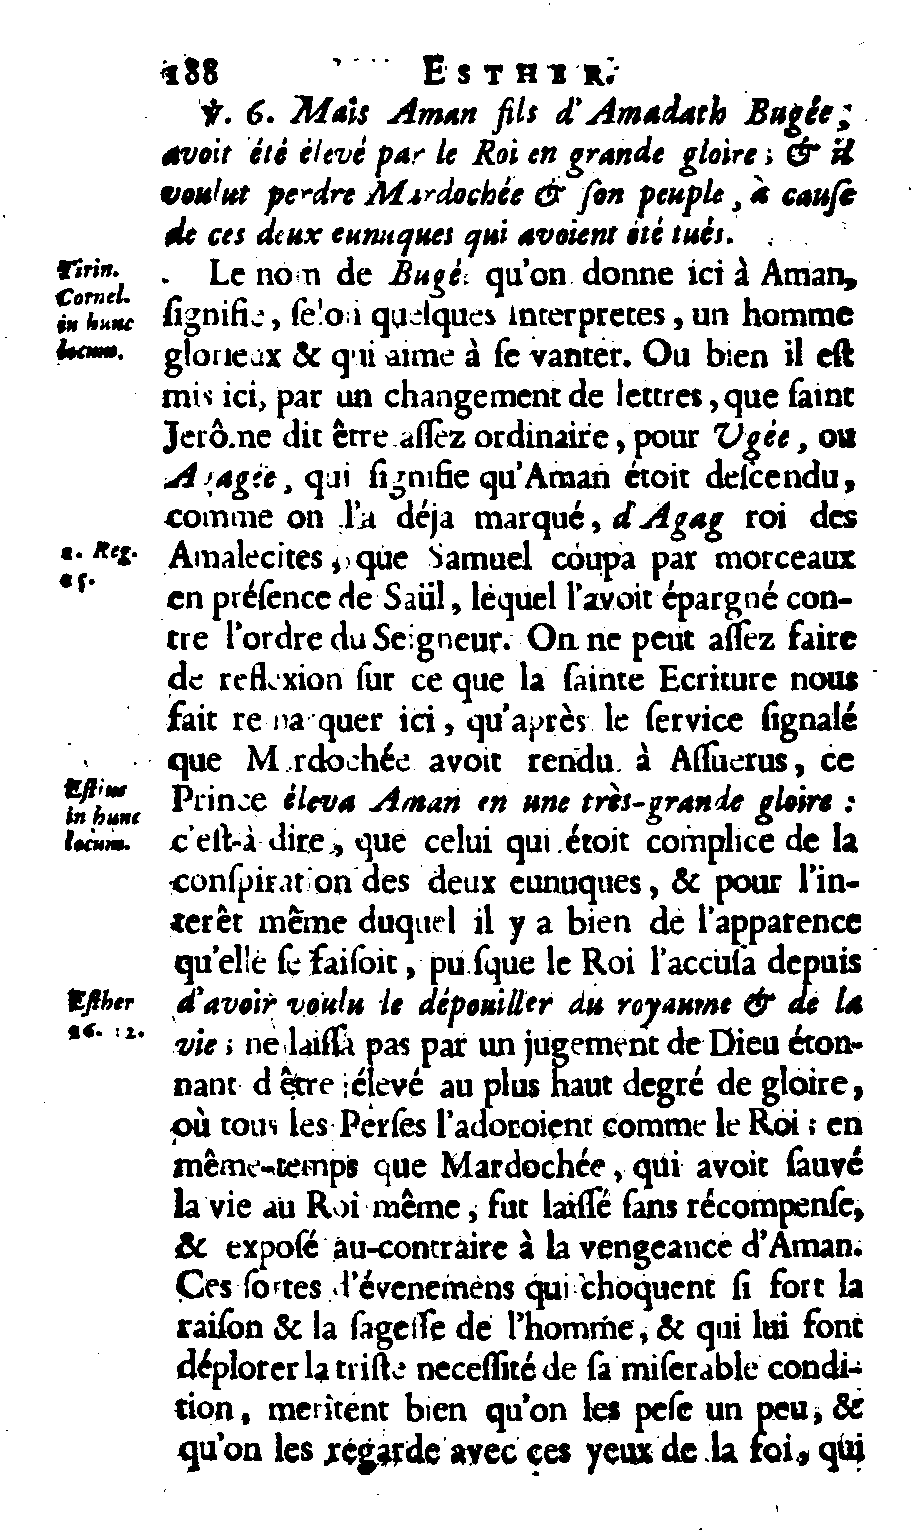 188 ESTHER.
℣. 6. Mais Aman fils d'Amadath Bugée;
avoit été élevé par le Roi en grande gloire; & il
voulut perdre Mardochée & ſon peuple, à cauſe
de ces deux eunuques qui avoient été tués.
Tirin.
Cornel.
in hunc
locum.
Le nom de Bugé qu'on donne ici à Aman,
ſignifie, ſelon quelques interpretes, un homme
glorieux & qui aime à ſe vanter. Ou bien il eſt
mis ici, par un changement de lettres, que ſaint
Jerôme dit être aſſez ordinaire, pour Ugée, ou
Agagée, qui ſignifie qu'Aman étoit deſcendu,
comme on l'a déja marqué, d'Agag roi des
1. Reg.
15.
Amalecites, que Samuel coupa par morceaux
en préſence de Saül, lequel l'avoit épargné con-
tre l'ordre du Seigneur. On ne peut aſſez faire
de reflexion ſur ce que la ſainte Ecriture nous
fait remarquer ici, qu'après le ſervice ſignalé
que Mardochée avoit rendu à Aſſuerus, ce
Eſtius
in hunc
locum.
Prince éleva Aman en une très-grande gloire:
c'eſt-à-dire, que celui qui étoit complice de la
conſpiration des deux eunuques, & pour l'in-
terêt même duquel il y a bien de l'apparence
qu'elle ſe faiſoit, puiſque le Roi l'accuſa depuis
Eſther
16. 12.
d'avoir voulu le dépouiller du royaume & de la
vie; ne laiſſa pas par un jugement de Dieu éton-
nant d'être élevé au plus haut degré de gloire,
où tous les Perſes l'adoroient comme le Roi: en
même-temps que Mardochée, qui avoit ſauvé
la vie au Roi même, fut laiſſé ſans récompenſe,
& expoſé au-contraire à la vengeance d'Aman.
Ces ſortes d'évenemens qui choquent ſi fort la
raiſon & la ſageſſe de l'homme, & qui lui font
déplorer la triſte neceſſité de ſa miſerable condi-
tion, meritent bien qu'on les peſe un peu, &
qu'on les regarde avec ces yeux de la foi, qui